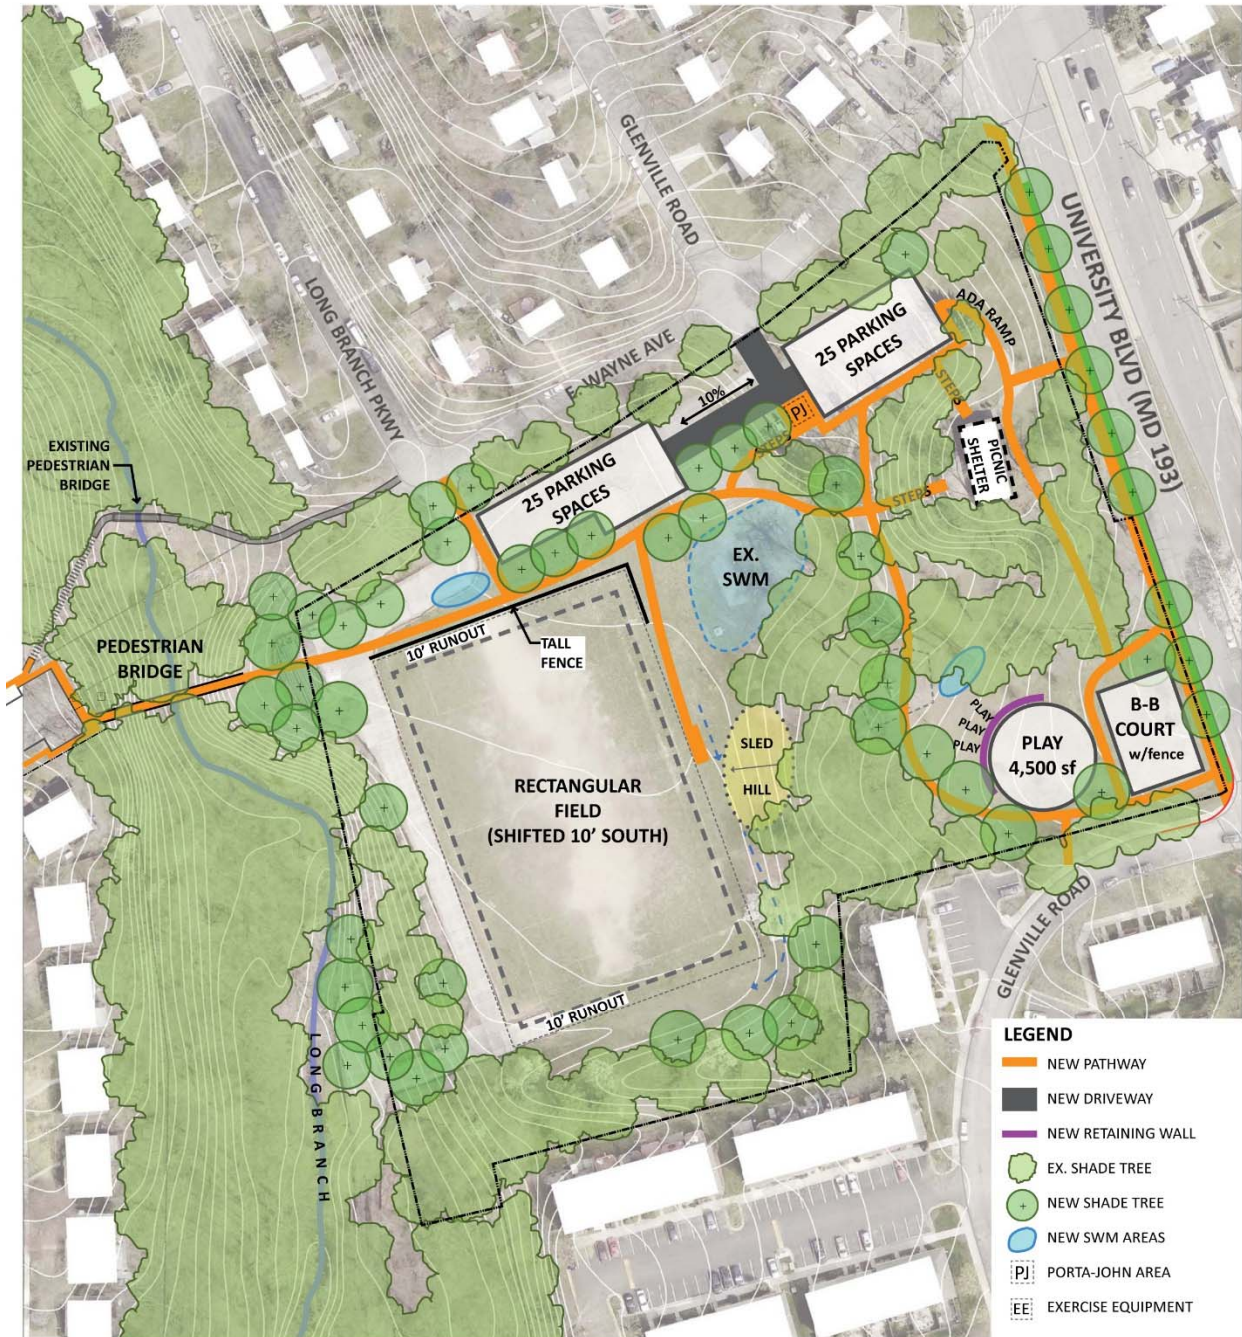 GLENVILLE ROAD
UNIVERSITY BLVD (MD 193)
LONG BRANCH PKWY
E. WAYNE AVE
ADA RAMP
25 PARKING
SPACES
10%
PJ
STEPS
STEPS
PICNIC
SHELTER
EXISTING
PEDESTRIAN
BRIDGE
25 PARKING
SPACES
STEPS
EX.
SWM
TALL
FENCE
10' RUNOUT
PEDESTRIAN
BRIDGE
PLAY
PLAY
PLAY
PLAY
4,500 sf
B-B
COURT
w/fence
SLED
HILL
RECTANGULAR
FIELD
(SHIFTED 10' SOUTH)
10' RUNOUT
GLENVILLE ROAD
LONG BRANCH
LEGEND
NEW PATHWAY
NEW DRIVEWAY
NEW RETAINING WALL
EX. SHADE TREE
NEW SHADE TREE
NEW SWM AREAS
PJ PORTA-JOHN AREA
EE EXERCISE EQUIPMENT